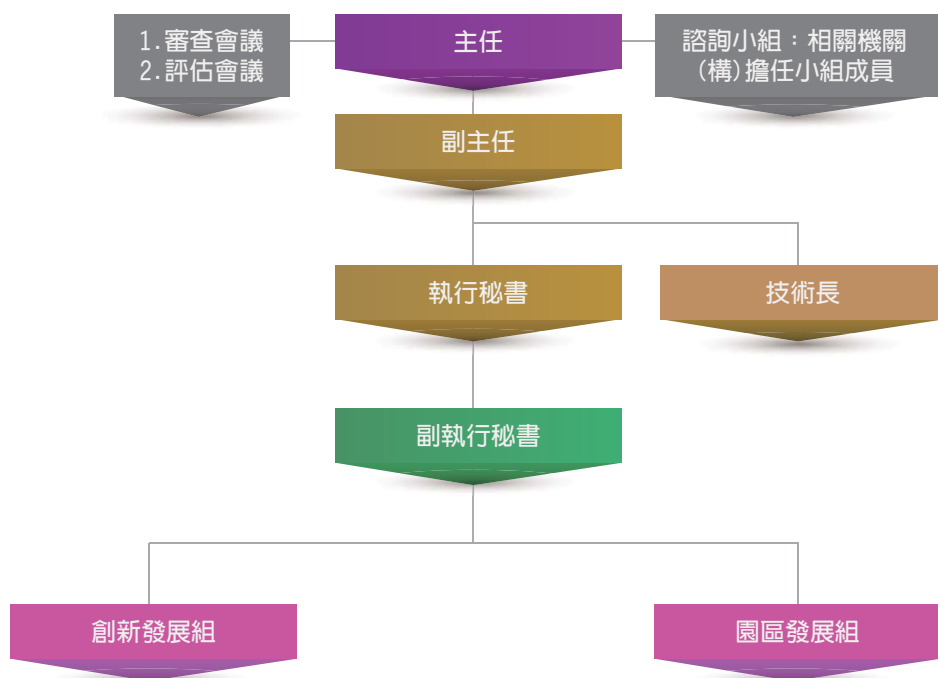 1.審查會議
2.評估會議
主任
諮詢小組：相關機關
(構)擔任小組成員
副主任
執行秘書
技術長
副執行秘書
創新發展組
園區發展組